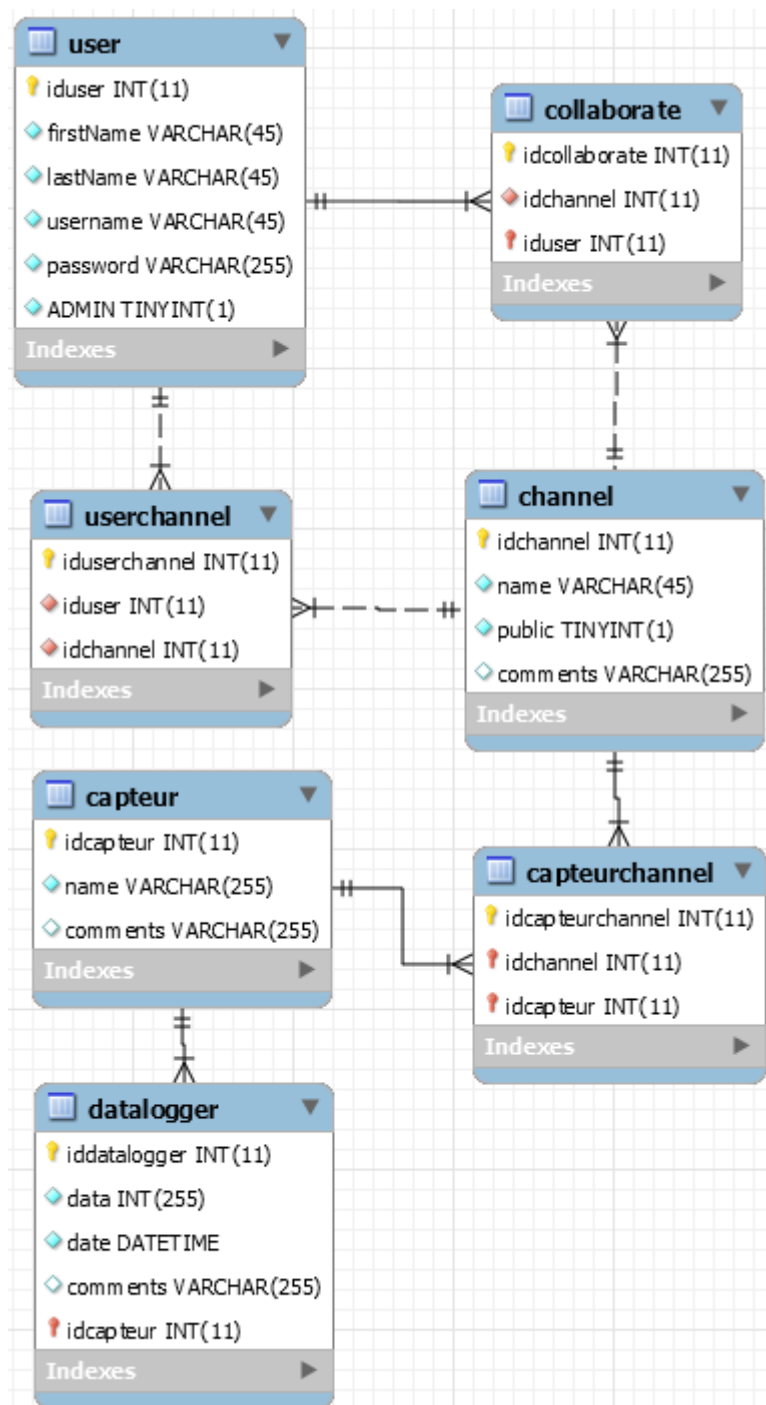 user
iduser INT(11)
firstName VARCHAR(45)
lastName VARCHAR(45)
username VARCHAR(45)
password VARCHAR(255)
ADMIN TINYINT(1)
Indexes
collaborate
idcollaborate INT(11)
idchannel INT(11)
iduser INT(11)
Indexes
userchannel
iduserchannel INT(11)
iduser INT(11)
idchannel INT(11)
Indexes
channel
idchannel INT(11)
name VARCHAR(45)
public TINYINT(1)
comments VARCHAR(255)
Indexes
capteur
idcapteur INT(11)
name VARCHAR(255)
comments VARCHAR(255)
Indexes
capteurchannel
idcapteurchannel INT(11)
idchannel INT(11)
idcapteur INT(11)
Indexes
datalogger
iddatalogger INT(11)
data INT(255)
date DATETIME
comments VARCHAR(255)
idcapteur INT(11)
Indexes